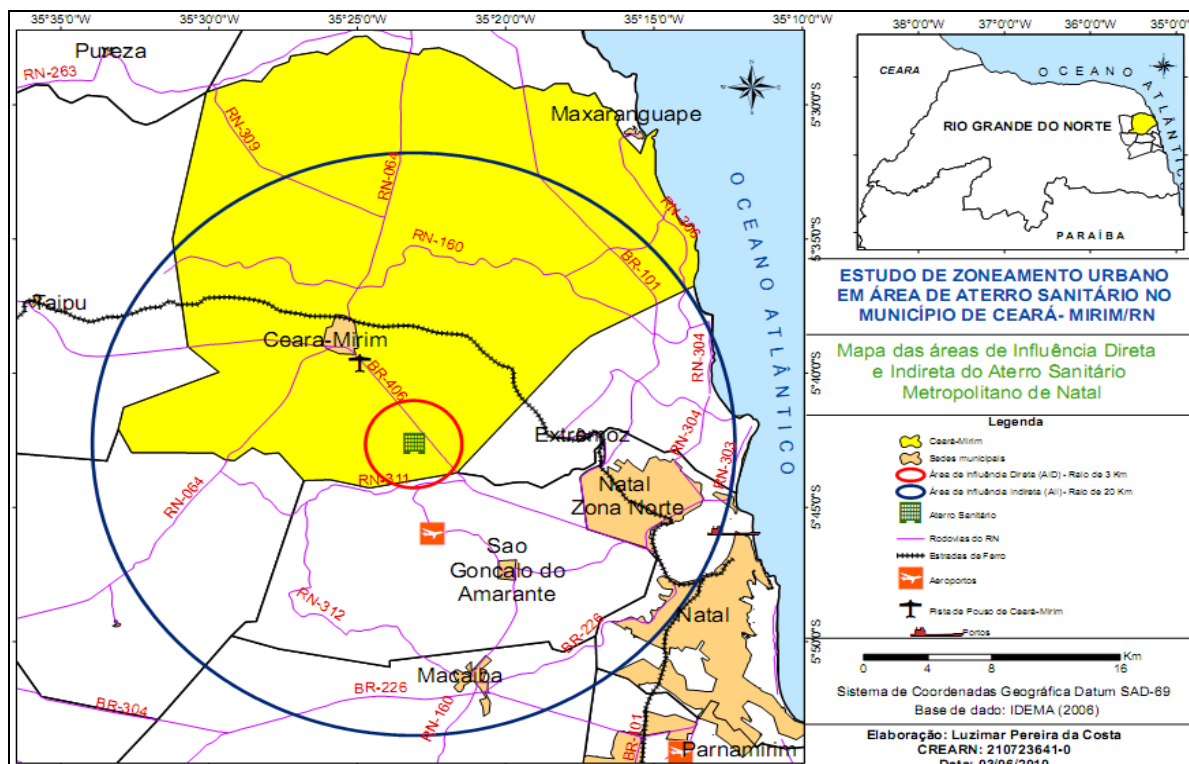 35°35'0"W 35°30'0"W 35°25'0"W 35°20'0"W 35°15'0"W 35°10'0"W
38°0'0"W 37°0'0"W 36°0'0"W 35°0'0"W
Pureza
RN-263
RN-309
RN-064
Maxaranguape
RN-306
RN-160
BR-101
OCEANO ATLÂNTICO
Taipu
Ceara-Mirim
BR-406
RN-304
Extremoz
RN-304
RN-303
RN-311
RN-064
Natal
Zona Norte
Sao
Goncalo do
Amarante
RN-312
Natal
BR-226
Macaiba
BR-226
BR-304
RN-160
BR-101
Parnamirim
5°30'0"S
5°35'0"S
5°40'0"S
5°45'0"S
5°50'0"S
CEARA
OCEANO
ATLÂNTICO
RIO GRANDE DO NORTE
PARAÍBA
ESTUDO DE ZONEAMENTO URBANO
EM ÁREA DE ATERRO SANITÁRIO NO
MUNICÍPIO DE CEARÁ- MIRIM/RN
Mapa das áreas de Influência Direta
e Indireta do Aterro Sanitário
Metropolitano de Natal
Legenda
Ceará-Mirim
Sedes municipais
Área de Influência Direta (AID) - Raio de 3 Km
Área de Influência Indireta (AII)- Raio de 20 Km
Aterro Sanitário
Rodovias do RN
Estradas de Ferro
Aeroportos
Pista de Pouso de Ceará-Mirim
Portos
Km
0 4 8 16
Sistema de Coordenadas Geográfica Datum SAD-69
Base de dado: IDEMA (2006)
Elaboração: Luzimar Pereira da Costa
CREARN: 210723641-0
Data: 03/06/2010